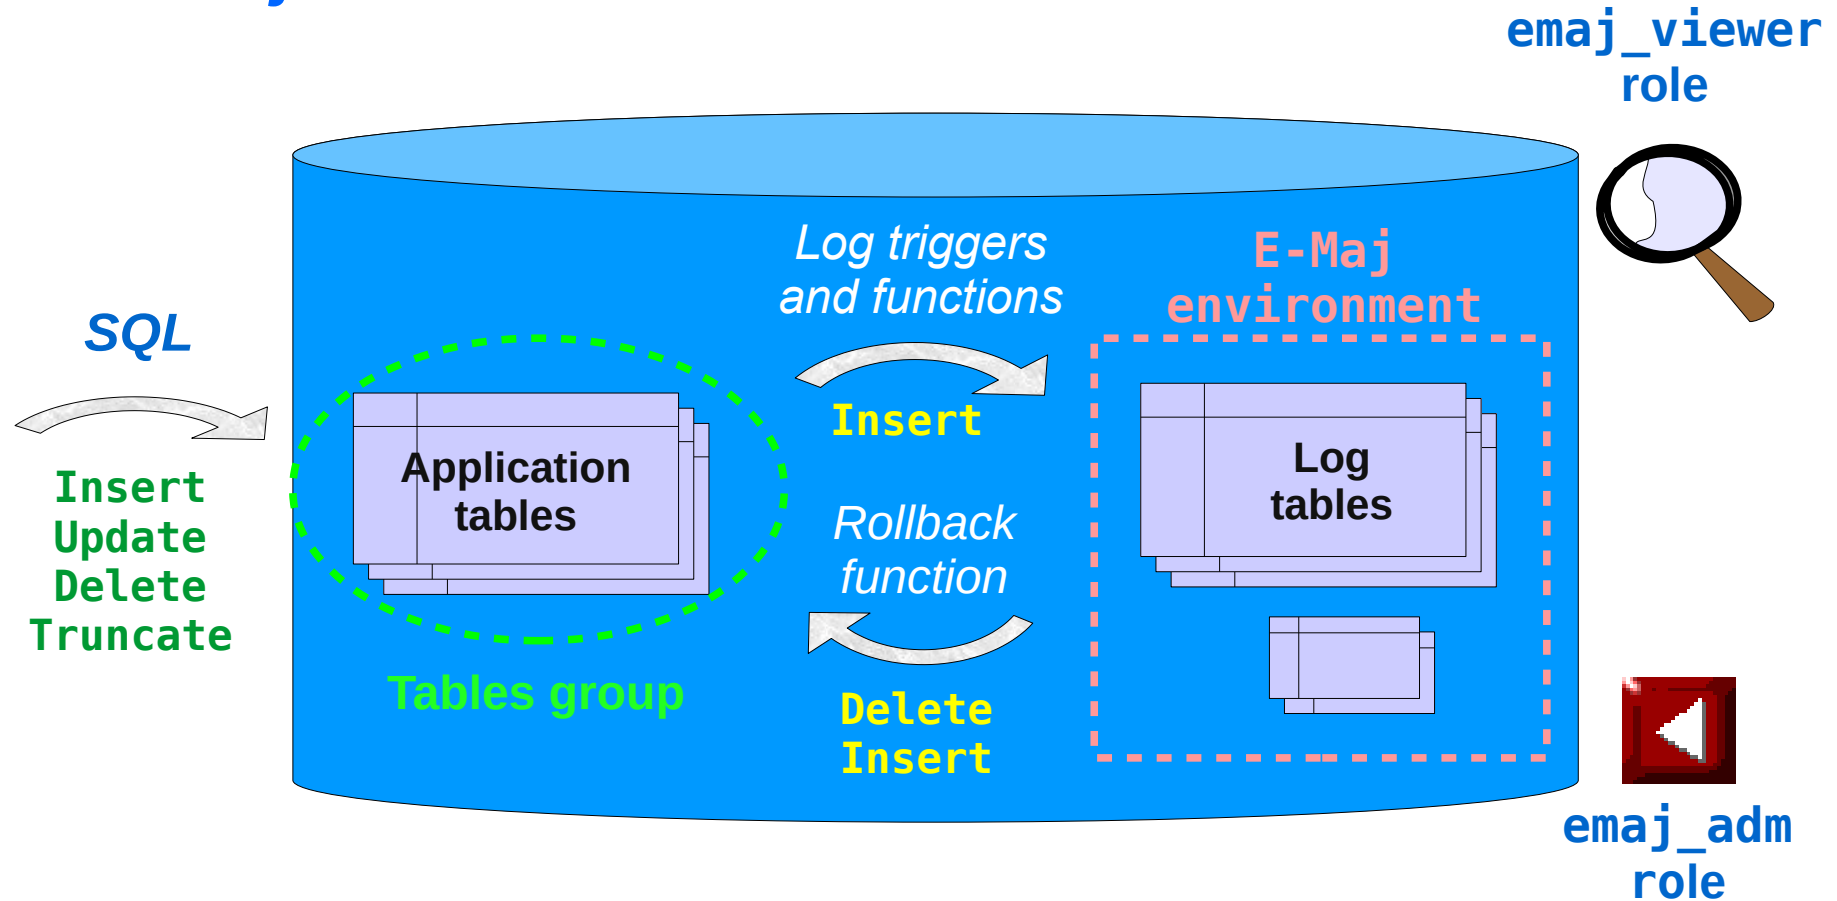 emaj_viewer
role
SQL
Insert
Update
Delete
Truncate
Application
tables
Tables group
Log triggers
and functions
Insert
Rollback
function
Delete
Insert
E-Maj
environment
Log
tables
emaj_adm
role